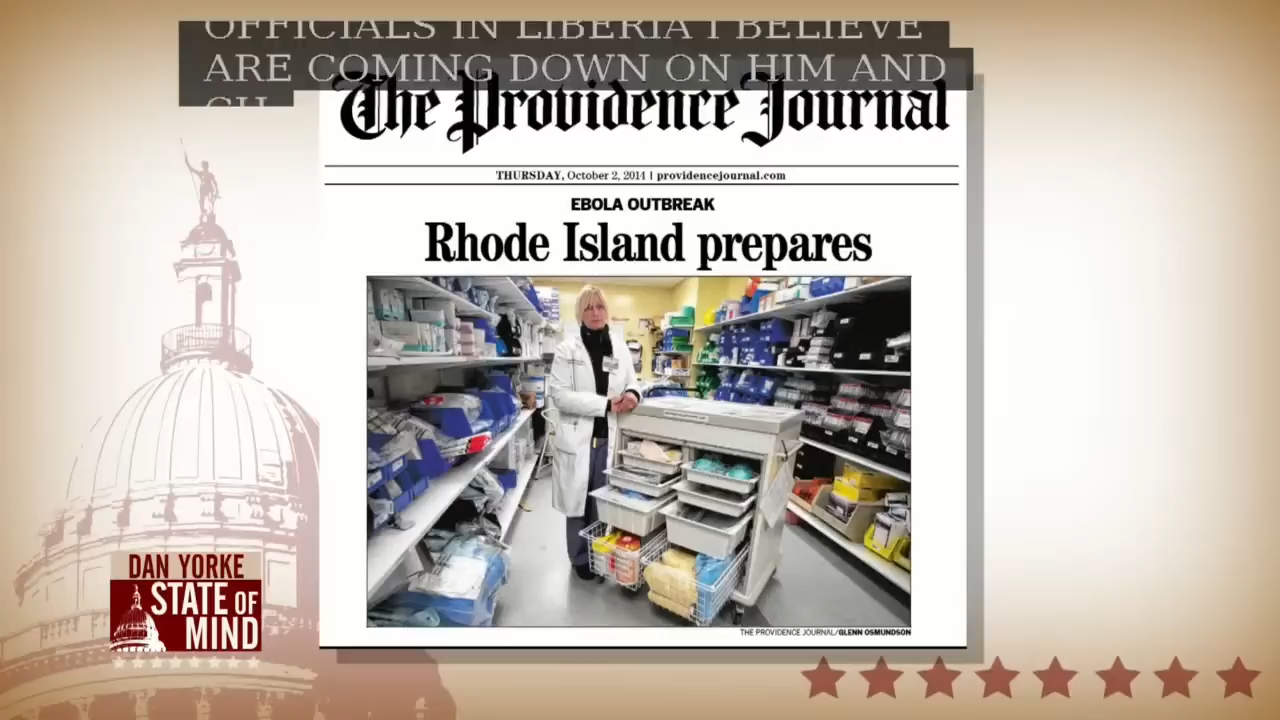 OFFICIALS IN LIBERIA I BELIEVE
ARE COMING DOWN ON HIM AND
The Providence Journal
THURSDAY, October 2, 2014 | providencejournal.com
EBOLA OUTBREAK
Rhode Island prepares
THE PROVIDENCE JOURNAL/GLENN OSMUNDSON
DAN YORKE
STATE OF
MIND